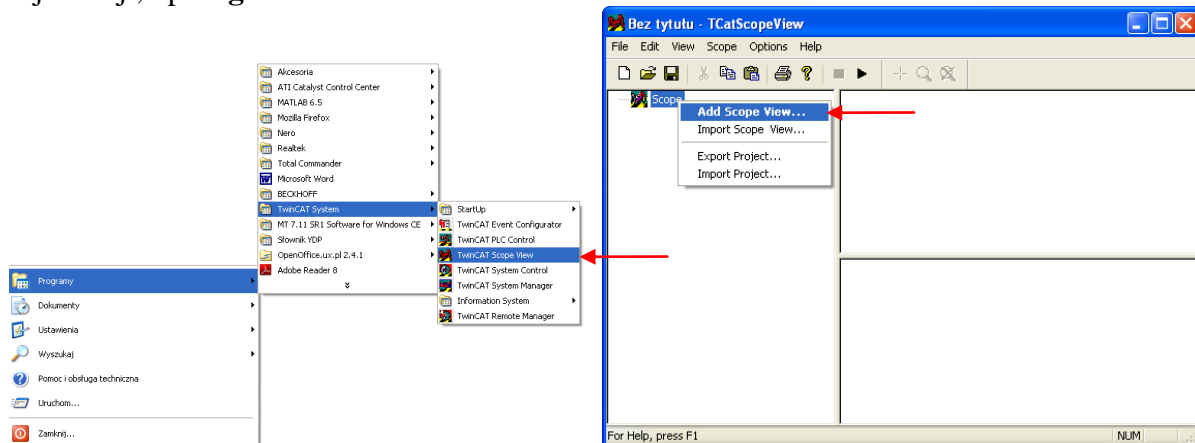 Bez tytułu - TCatScopeView
File Edit View Scope Options Help
Scope
Add Scope View...
Import Scope View...
Export Project...
Import Project...
For Help, press F1
NUM
Akcesoria
ATI Catalyst Control Center
MATLAB 6.5
Mozilla Firefox
Nero
Realtek
Total Commander
Microsoft Word
BECKHOFF
TwinCAT System
MT 7.11 SR1 Software for Windows CE
Słownik YDP
OpenOffice.ux.pl 2.4.1
Adobe Reader 8
StartUp
TwinCAT Event Configurator
TwinCAT PLC Control
TwinCAT Scope View
TwinCAT System Control
TwinCAT System Manager
Information System
TwinCAT Remote Manager
Programy
Dokumenty
Ustawienia
Wyszukaj
Pomoc i obsługa techniczna
Uruchom...
Zamknij...